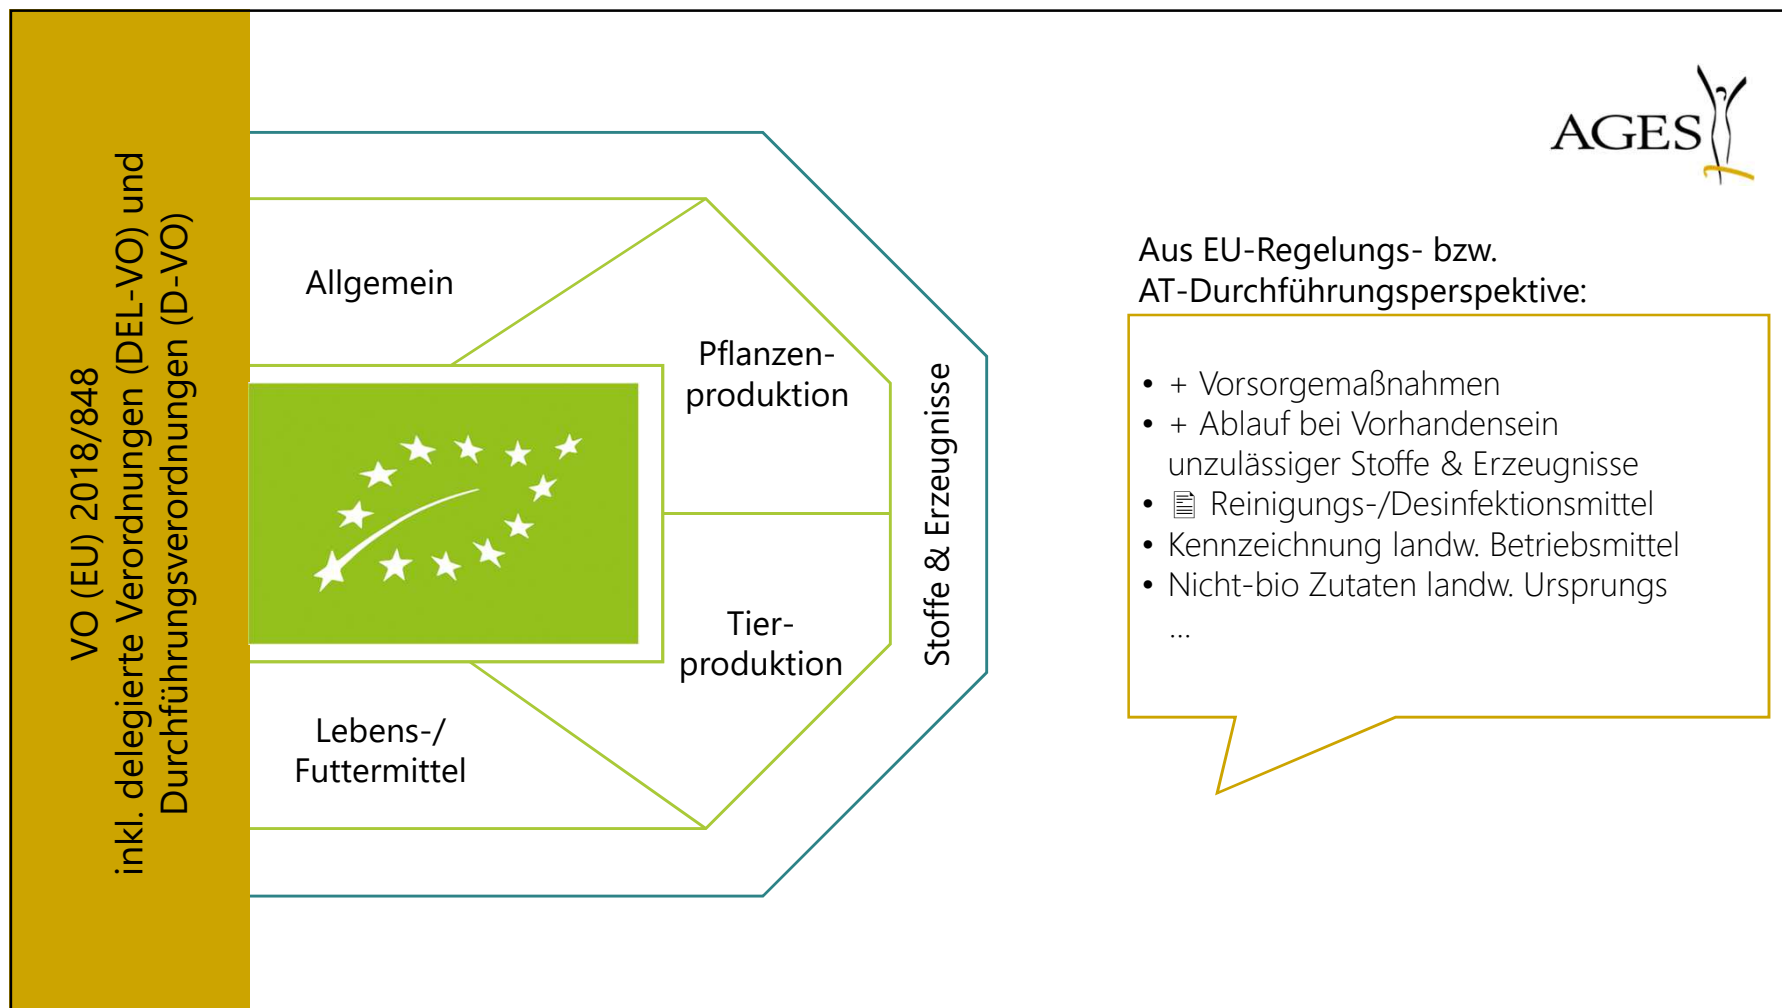 VO (EU) 2018/848
inkl. delegierte Verordnungen (DEL-VO) und
Durchführungsverordnungen (D-VO)
Allgemein
Pflanzen-
produktion
Tier-
produktion
Lebens-/
Futtermittel
Stoffe & Erzeugnisse
AGES
Aus EU-Regelungs- bzw.
AT-Durchführungsperspektive:
• + Vorsorgemaßnahmen
• + Ablauf bei Vorhandensein
unzulässiger Stoffe & Erzeugnisse
• 🗎 Reinigungs-/Desinfektionsmittel
• Kennzeichnung landw. Betriebsmittel
• Nicht-bio Zutaten landw. Ursprungs
...